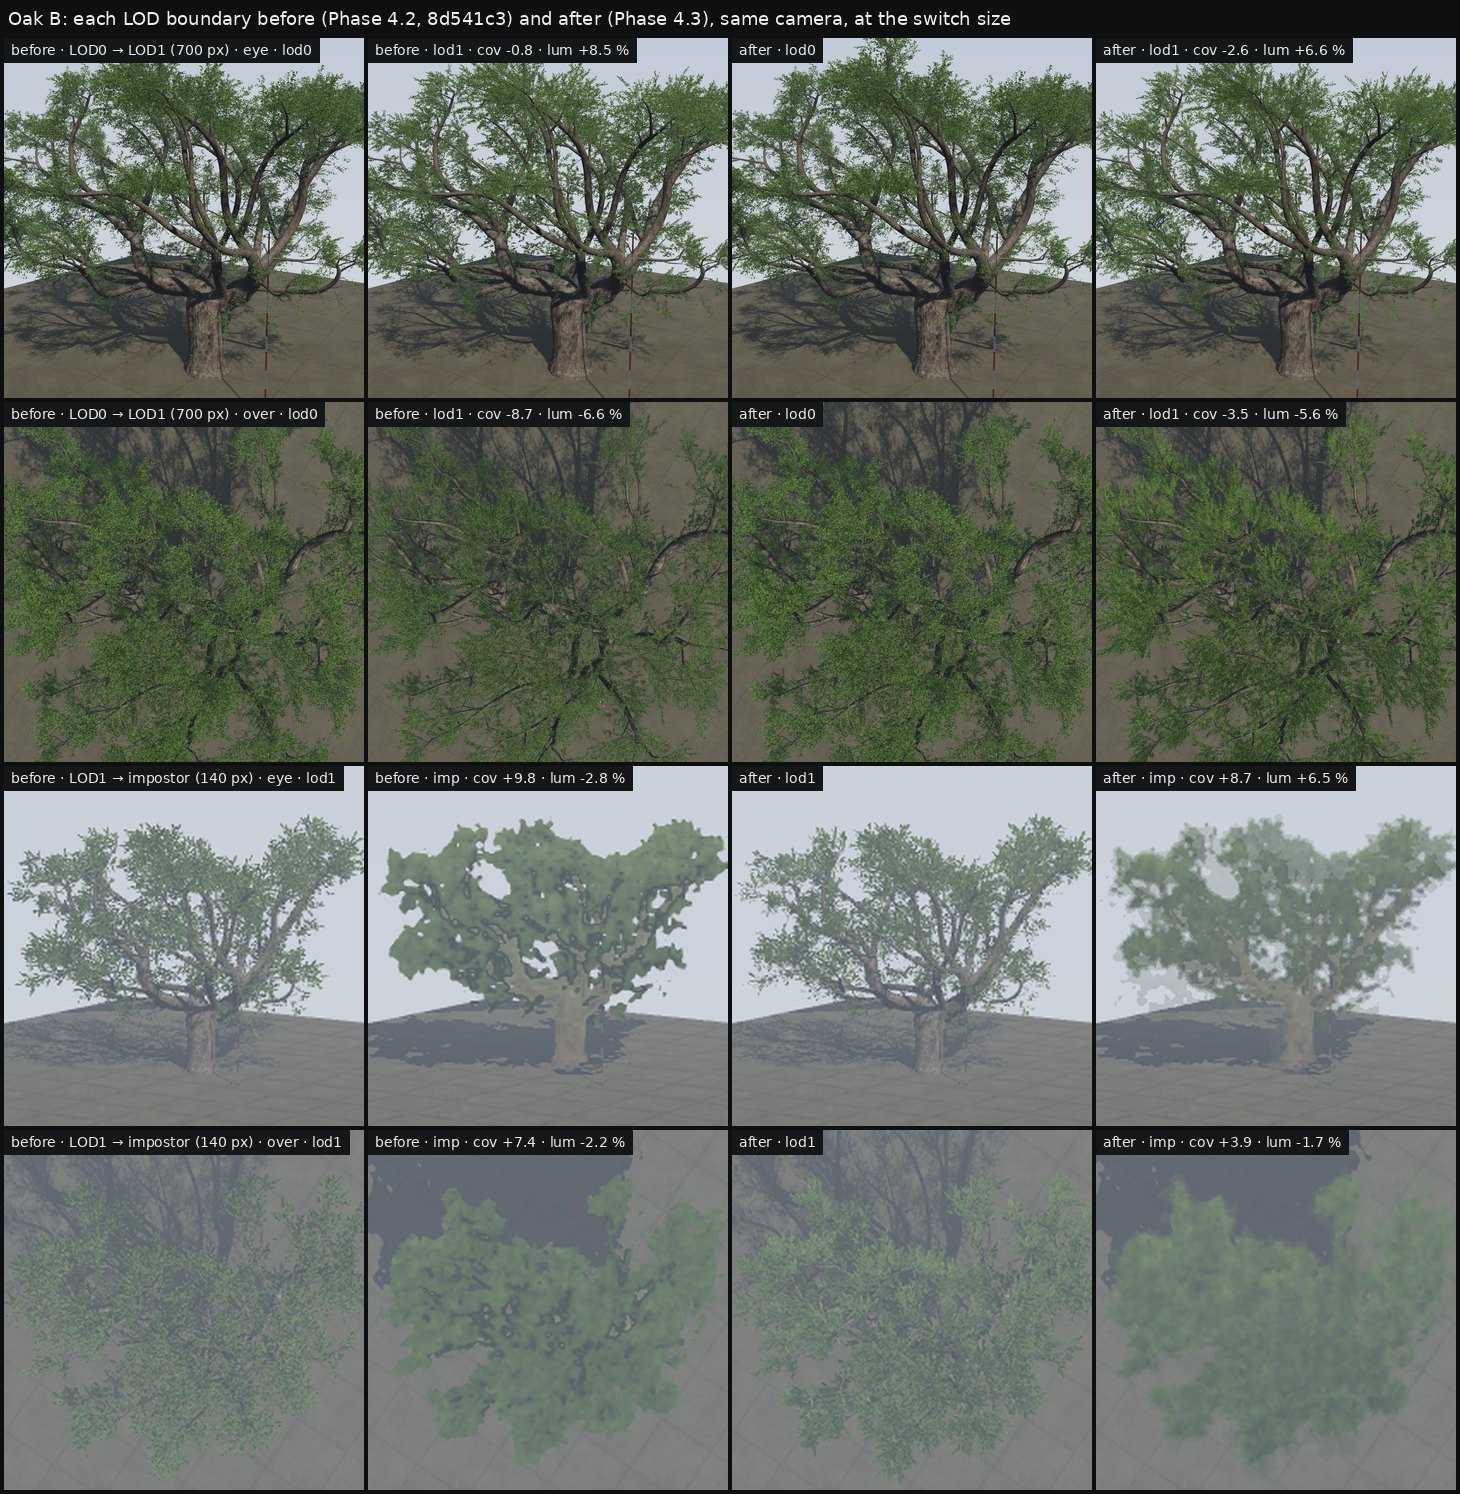 Oak B: each LOD boundary before (Phase 4.2, 8d541c3) and after (Phase 4.3), same camera, at the switch size
before · LOD0 → LOD1 (700 px) · eye · lod0
before · lod1 · cov -0.8 · lum +8.5 %
after · lod0
after · lod1 · cov -2.6 · lum +6.6 %
before · LOD0 → LOD1 (700 px) · over · lod0
before · lod1 · cov -8.7 · lum -6.6 %
after · lod0
after · lod1 · cov -3.5 · lum -5.6 %
before · LOD1 → impostor (140 px) · eye · lod1
before · imp · cov +9.8 · lum -2.8 %
after · lod1
after · imp · cov +8.7 · lum +6.5 %
before · LOD1 → impostor (140 px) · over · lod1
before · imp · cov +7.4 · lum -2.2 %
after · lod1
after · imp · cov +3.9 · lum -1.7 %